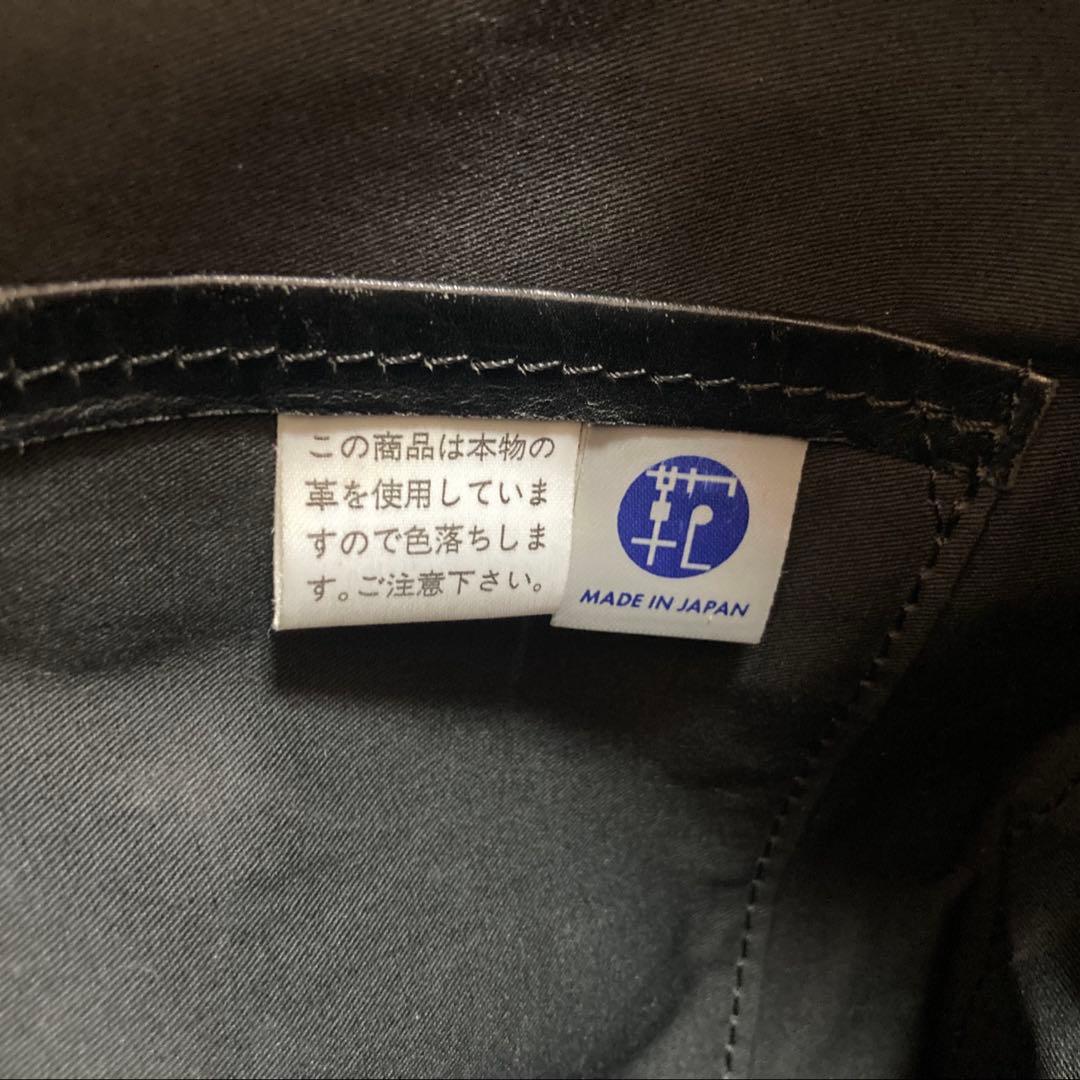 この商品は本物の
革を使用していま
すので色落ちしま
す。ご注意下さい。
MADE IN JAPAN